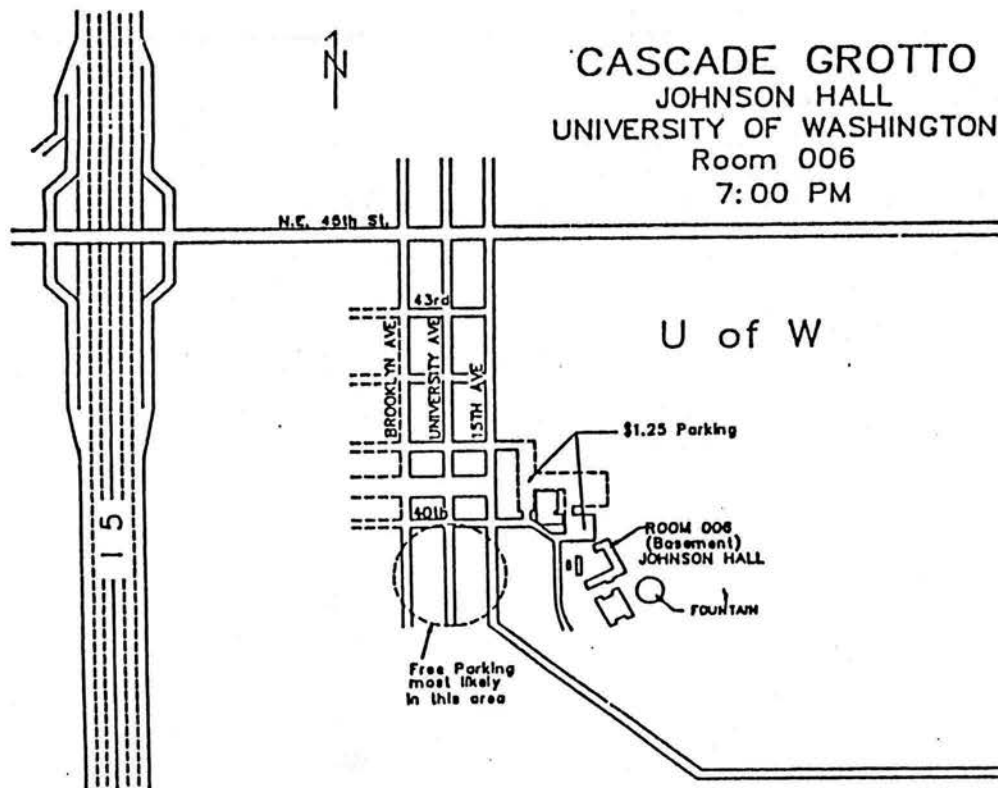 N
CASCADE GROTTO
JOHNSON HALL
UNIVERSITY OF WASHINGTON
Room 006
7:00 PM
N.E. 45th St.
43rd
U of W
BROOKLYN AVE
UNIVERSITY AVE
15TH AVE
$1.25 Parking
40th
I 5
ROOM 006
(Basement)
JOHNSON HALL
FOUNTAIN
Free Parking
most likely
in this area